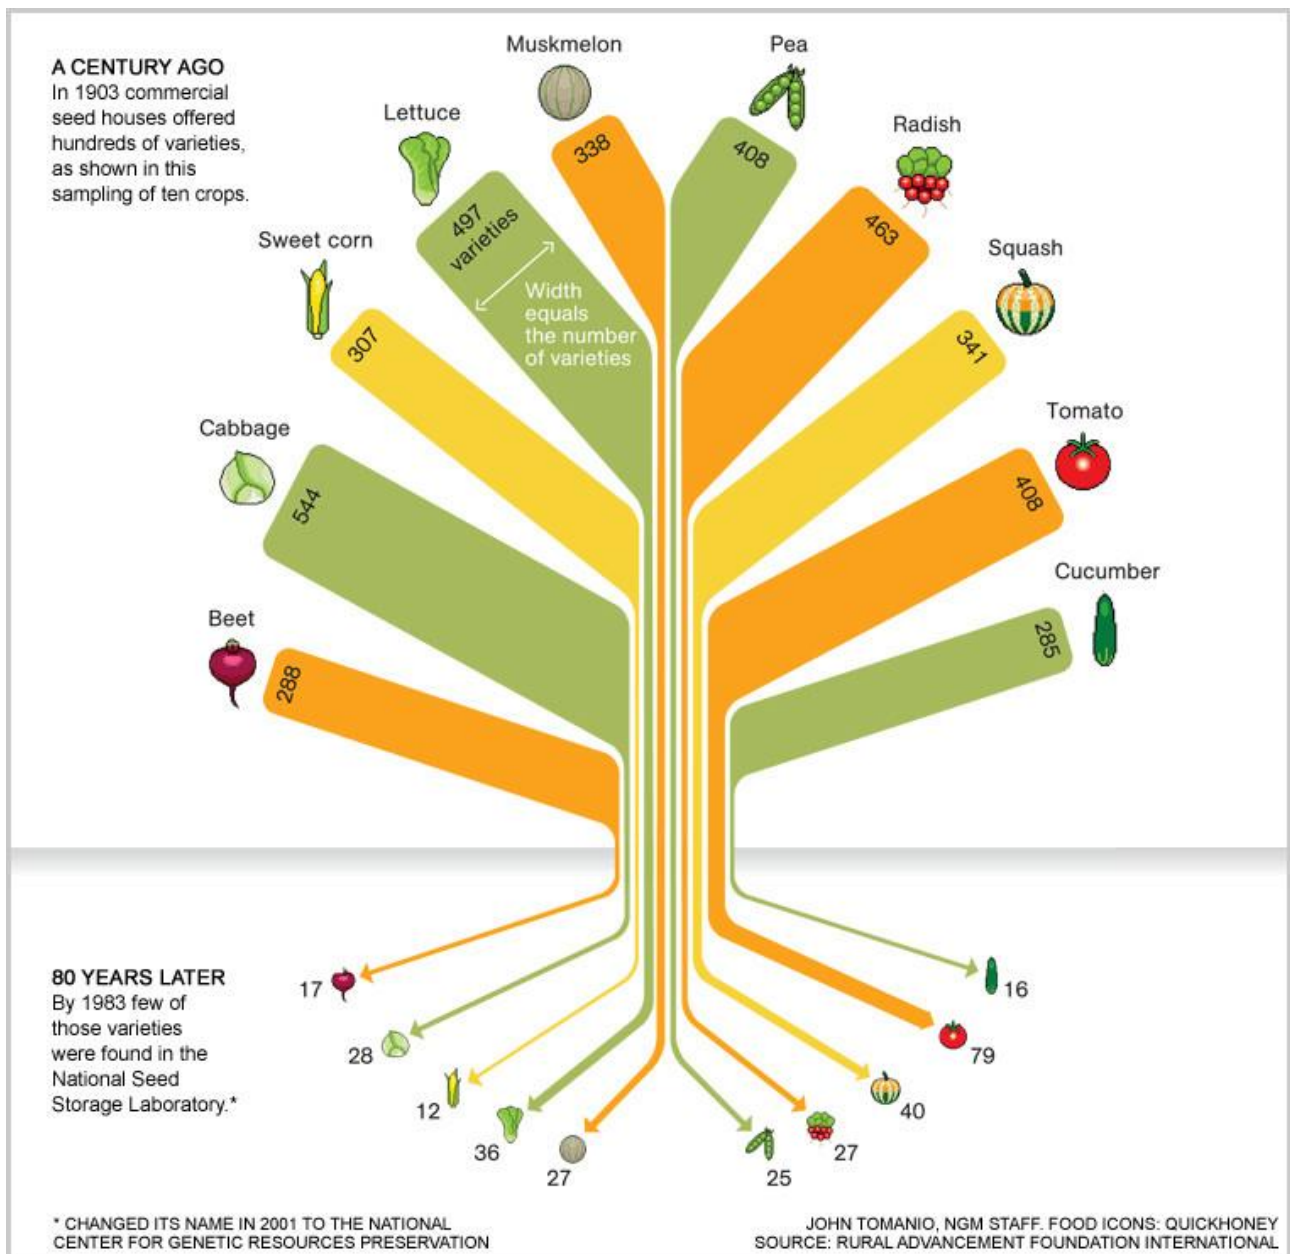 A CENTURY AGO
In 1903 commercial
seed houses offered
hundreds of varieties,
as shown in this
sampling of ten crops.
Muskmelon
338
Pea
408
Lettuce
497
varieties
Width
equals
the number
of varieties
Radish
463
Sweet corn
307
Squash
341
Cabbage
544
Tomato
408
Beet
288
Cucumber
285
80 YEARS LATER
By 1983 few of
those varieties
were found in the
National Seed
Storage Laboratory.*
17
28
12
36
27
25
27
40
79
16
* CHANGED ITS NAME IN 2001 TO THE NATIONAL
CENTER FOR GENETIC RESOURCES PRESERVATION
JOHN TOMANIO, NGM STAFF. FOOD ICONS: QUICKHONEY
SOURCE: RURAL ADVANCEMENT FOUNDATION INTERNATIONAL